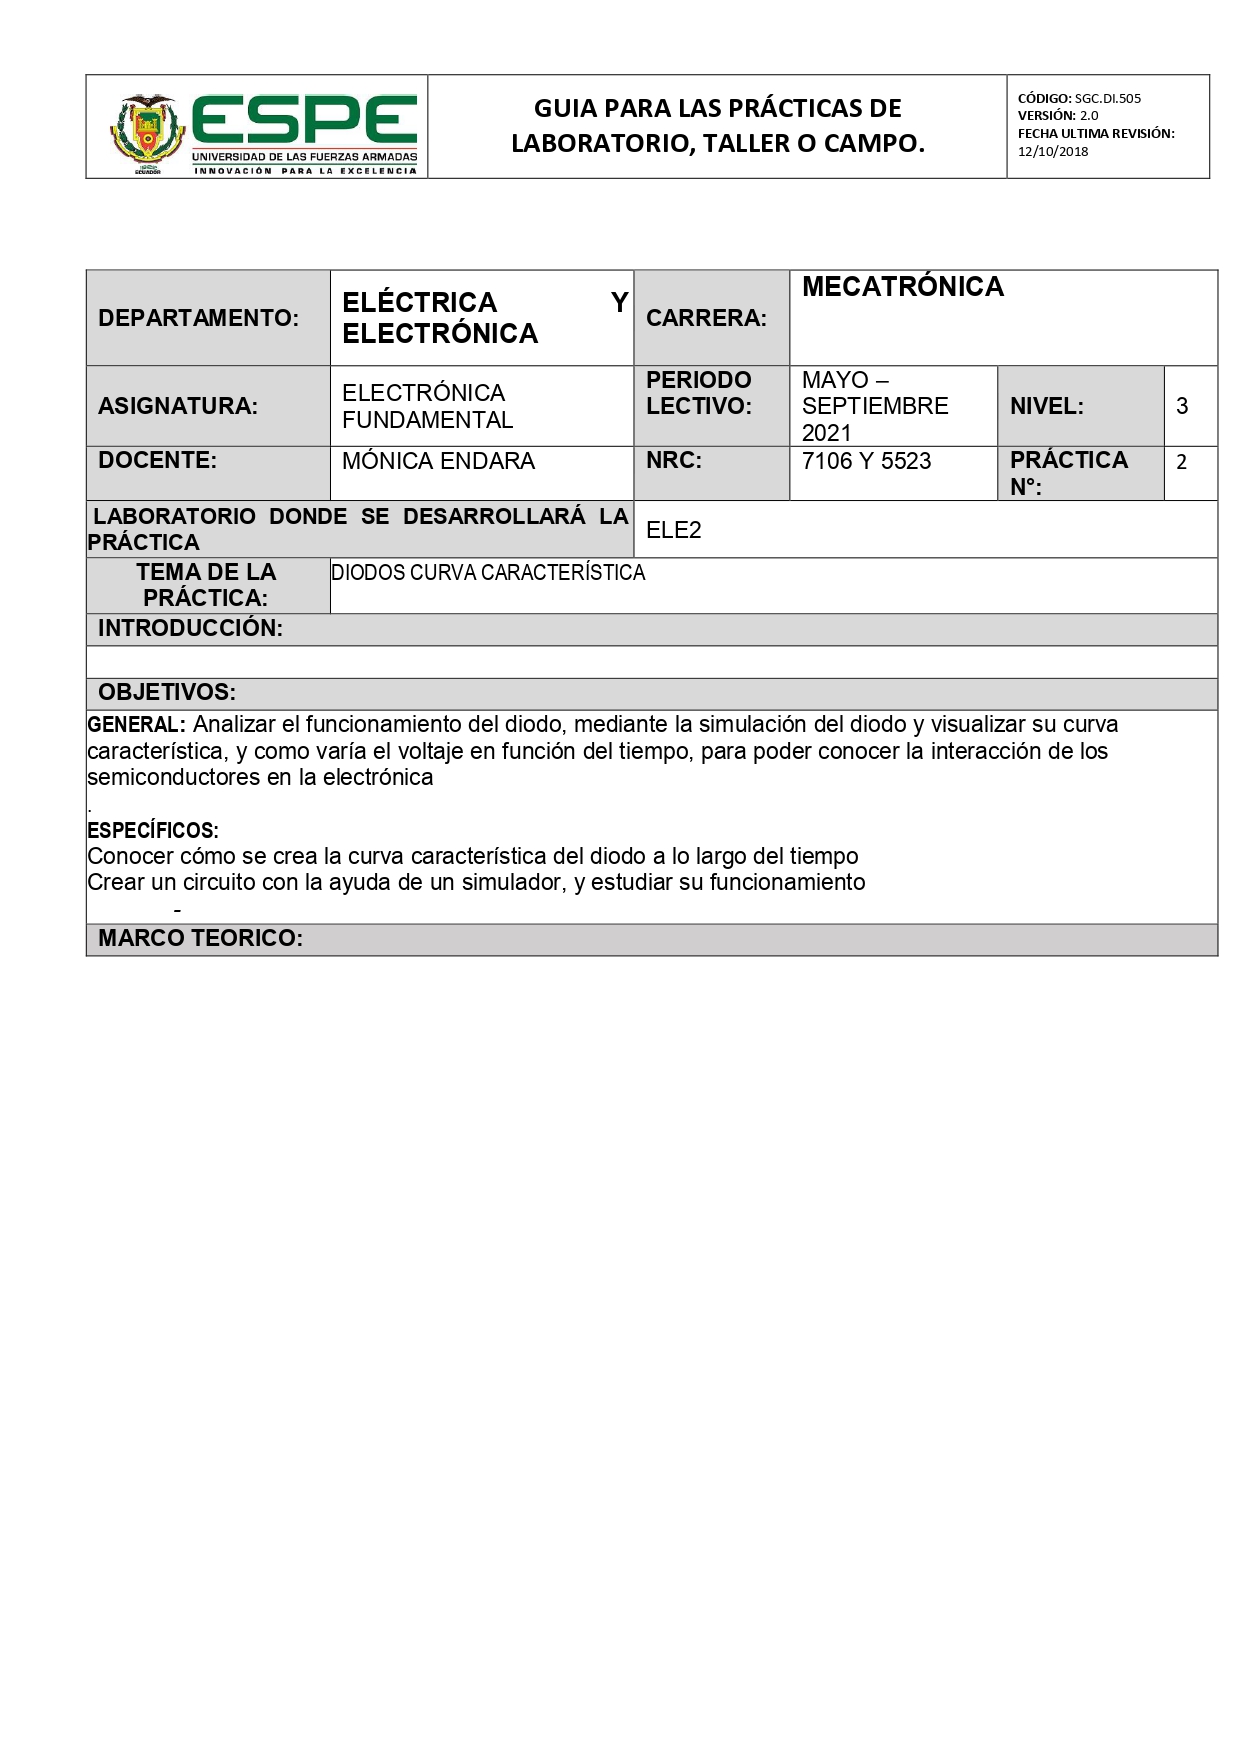 ESPE
UNIVERSIDAD DE LAS FUERZAS ARMADAS
INNOVACIÓN PARA LA EXCELENCIA
ECUADOR
GUIA PARA LAS PRÁCTICAS DE
LABORATORIO, TALLER O CAMPO.
CÓDIGO: SGC.DI.505
VERSIÓN: 2.0
FECHA ULTIMA REVISIÓN:
12/10/2018
DEPARTAMENTO:
ELÉCTRICA Y
ELECTRÓNICA
CARRERA:
MECATRÓNICA
ASIGNATURA:
ELECTRÓNICA
FUNDAMENTAL
PERIODO
LECTIVO:
MAYO –
SEPTIEMBRE
2021
NIVEL:
3
DOCENTE:
MÓNICA ENDARA
NRC:
7106 Y 5523
PRÁCTICA
N°:
2
LABORATORIO DONDE SE DESARROLLARÁ LA
PRÁCTICA
ELE2
TEMA DE LA
PRÁCTICA:
DIODOS CURVA CARACTERÍSTICA
INTRODUCCIÓN:
OBJETIVOS:
GENERAL: Analizar el funcionamiento del diodo, mediante la simulación del diodo y visualizar su curva
característica, y como varía el voltaje en función del tiempo, para poder conocer la interacción de los
semiconductores en la electrónica
.
ESPECÍFICOS:
Conocer cómo se crea la curva característica del diodo a lo largo del tiempo
Crear un circuito con la ayuda de un simulador, y estudiar su funcionamiento
-
MARCO TEORICO: